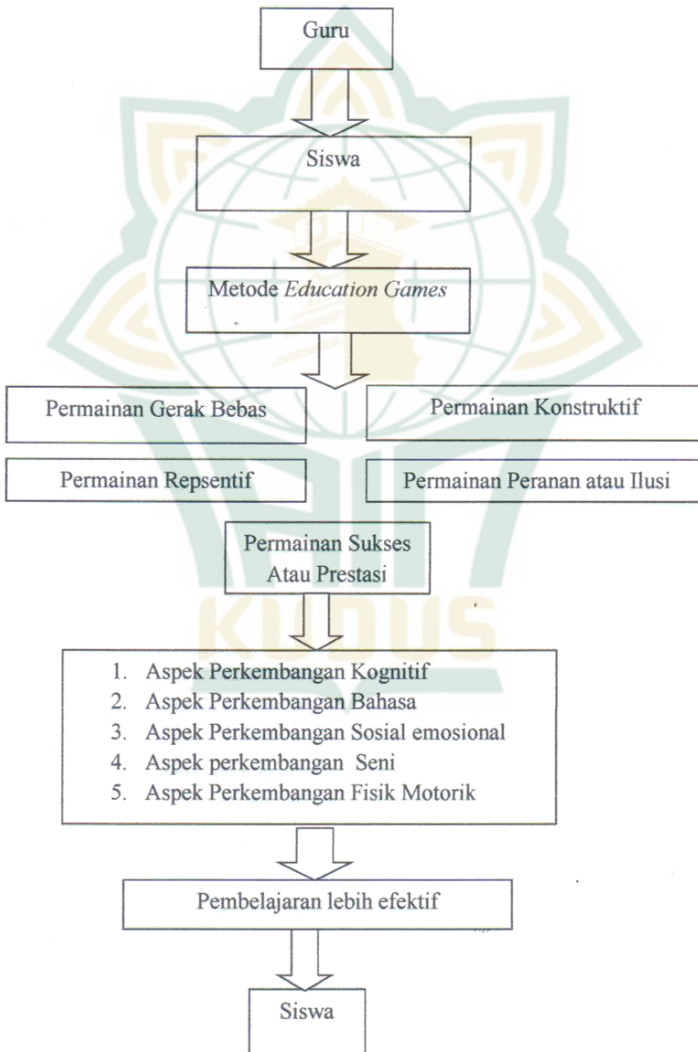 Guru
Siswa
Metode Education Games
Permainan Gerak Bebas
Permainan Konstruktif
Permainan Repsentif
Permainan Peranan atau Ilusi
Permainan Sukses
Atau Prestasi
KUDUS
1. Aspek Perkembangan Kognitif
2. Aspek Perkembangan Bahasa
3. Aspek Perkembangan Sosial emosional
4. Aspek perkembangan Seni
5. Aspek Perkembangan Fisik Motorik
Pembelajaran lebih efektif
Siswa